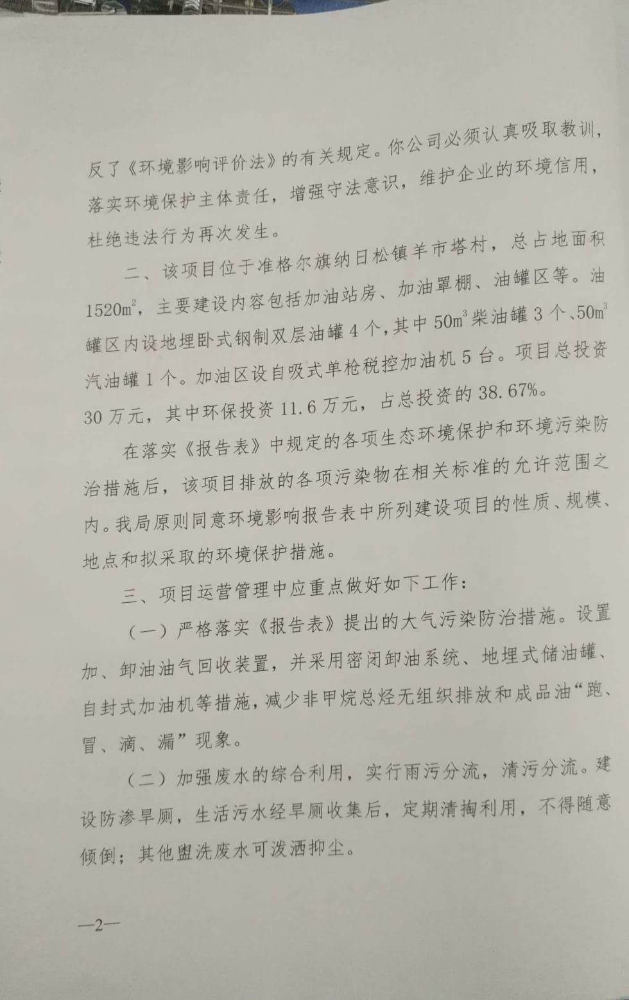 反了《环境影响评价法》的有关规定。你公司必须认真吸取教训，
落实环境保护主体责任，增强守法意识，维护企业的环境信用，
杜绝违法行为再次发生。
二、该项目位于准格尔旗纳日松镇羊市塔村，总占地面积
1520m²，主要建设内容包括加油站房、加油罩棚、油罐区等。油
罐区内设地埋卧式钢制双层油罐4个，其中50m³柴油罐3个、50m³
汽油罐1个。加油区设自吸式单枪税控加油机5台。项目总投资
30万元，其中环保投资11.6万元，占总投资的38.67%。
在落实《报告表》中规定的各项生态环境保护和环境污染防
治措施后，该项目排放的各项污染物在相关标准的允许范围之
内。我局原则同意环境影响报告表中所列建设项目的性质、规模、
地点和拟采取的环境保护措施。
三、项目运营管理中应重点做好如下工作：
（一）严格落实《报告表》提出的大气污染防治措施。设置
加、卸油油气回收装置，并采用密闭卸油系统、地埋式储油罐、
自封式加油机等措施，减少非甲烷总烃无组织排放和成品油“跑、
冒、滴、漏”现象。
（二）加强废水的综合利用，实行雨污分流，清污分流。建
设防渗旱厕，生活污水经旱厕收集后，定期清掏利用，不得随意
倾倒；其他盥洗废水可泼洒抑尘。
—2—